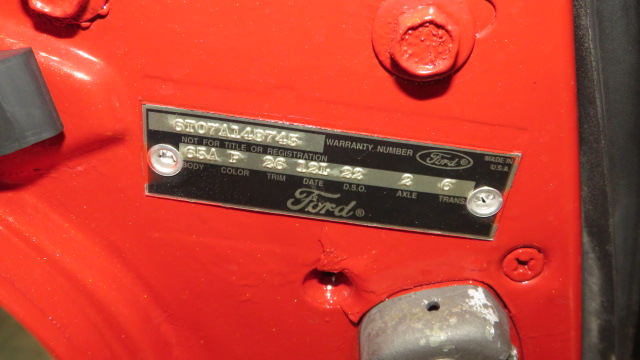 6T07A148745
NOT FOR TITLE OR REGISTRATION WARRANTY NUMBER Ford MADE IN U.S.A.
65A P 26 12L 22 2 6
BODY COLOR TRIM DATE D.S.O. AXLE TRANS
Ford®